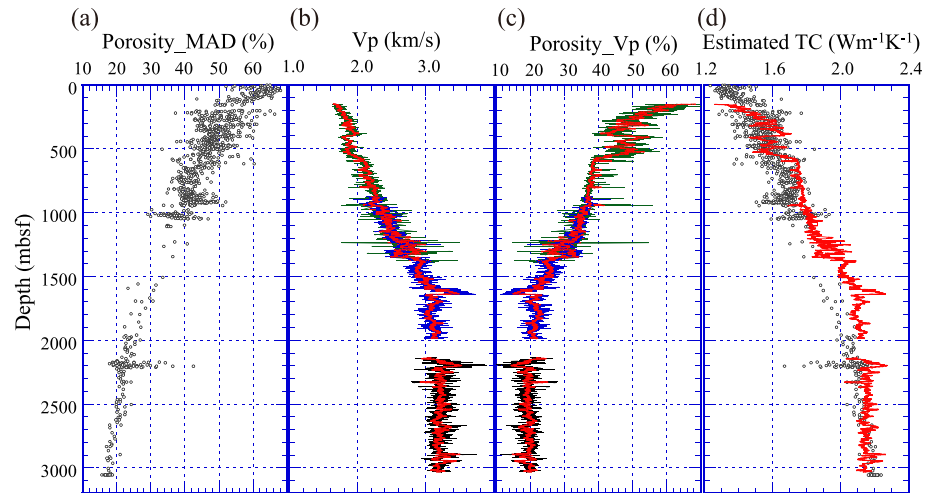 (a) (b) (c) (d)
Porosity_MAD (%) Vp (km/s) Porosity_Vp (%) Estimated TC (Wm⁻¹K⁻¹)
10 20 30 40 50 60 1.0 2.0 3.0 10 20 30 40 50 60 1.2 1.6 2.0 2.4
0
500
1000
1500
2000
2500
3000
Depth (mbsf)